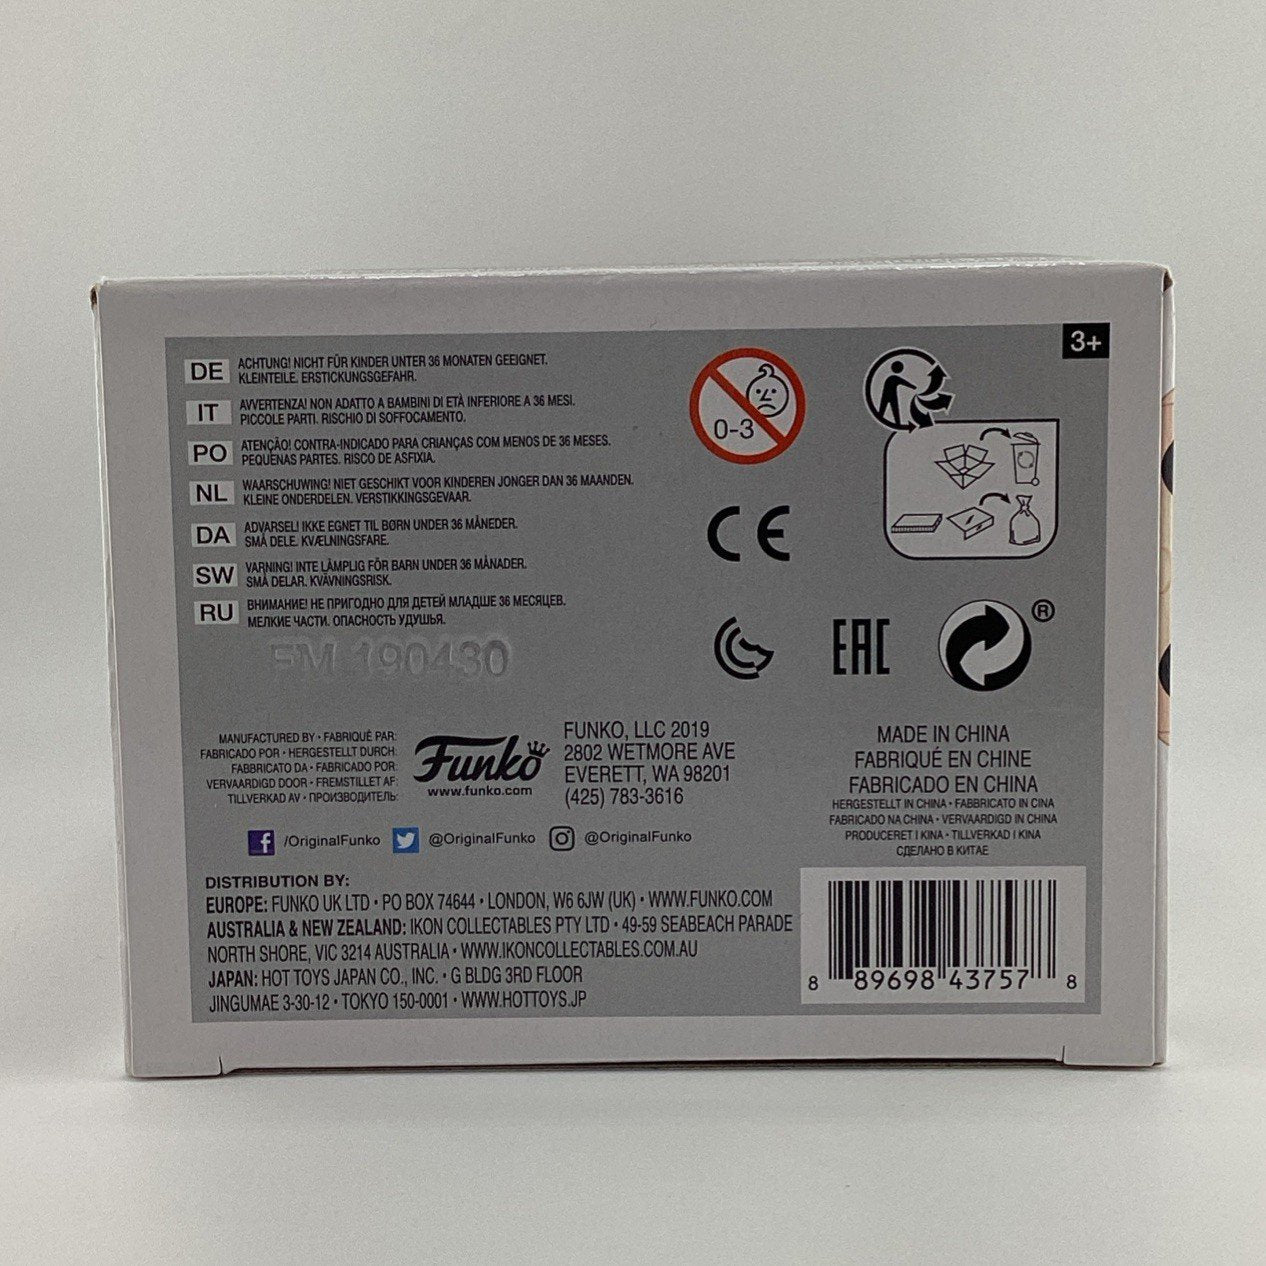 3+
DE ACHTUNG! NICHT FÜR KINDER UNTER 36 MONATEN GEEIGNET.
KLEINTEILE. ERSTICKUNGSGEFAHR.
IT AVVERTENZA! NON ADATTO A BAMBINI DI ETÀ INFERIORE A 36 MESI.
PICCOLE PARTI. RISCHIO DI SOFFOCAMENTO.
PO ATENÇÃO! CONTRA-INDICADO PARA CRIANÇAS COM MENOS DE 36 MESES.
PEQUENAS PARTES. RISCO DE ASFIXIA.
NL WAARSCHUWING! NIET GESCHIKT VOOR KINDEREN JONGER DAN 36 MAANDEN.
KLEINE ONDERDELEN. VERSTIKKINGSGEVAAR.
DA ADVARSEL! IKKE EGNET TIL BØRN UNDER 36 MÅNEDER.
SMÅ DELE. KVÆLNINGSFARE.
SW VARNING! INTE LÄMPLIG FÖR BARN UNDER 36 MÅNADER.
SMÅ DELAR. KVÄVNINGSRISK.
RU ВНИМАНИЕ! НЕ ПРИГОДНО ДЛЯ ДЕТЕЙ МЛАДШЕ 36 МЕСЯЦЕВ.
МЕЛКИЕ ЧАСТИ. ОПАСНОСТЬ УДУШЬЯ.
190430
0-3
CE
EAC
®
MANUFACTURED BY • FABRIQUÉ PAR:
FABRICADO POR • HERGESTELLT DURCH:
FABBRICATO DA • FABRICADO POR:
VERVAARDIGD DOOR • FREMSTILLET AF:
TILLVERKAD AV • ПРОИЗВОДИТЕЛЬ:
Funko
www.funko.com
FUNKO, LLC 2019
2802 WETMORE AVE
EVERETT, WA 98201
(425) 783-3616
MADE IN CHINA
FABRIQUÉ EN CHINE
FABRICADO EN CHINA
HERGESTELLT IN CHINA • FABBRICATO IN CINA
FABRICADO NA CHINA • VERVAARDIGD IN CHINA
PRODUCERET I KINA • TILLVERKAD I KINA
СДЕЛАНО В КИТАЕ
f /OriginalFunko @OriginalFunko @OriginalFunko
DISTRIBUTION BY:
EUROPE: FUNKO UK LTD • PO BOX 74644 • LONDON, W6 6JW (UK) • WWW.FUNKO.COM
AUSTRALIA & NEW ZEALAND: IKON COLLECTABLES PTY LTD • 49-59 SEABEACH PARADE
NORTH SHORE, VIC 3214 AUSTRALIA • WWW.IKONCOLLECTABLES.COM.AU
JAPAN: HOT TOYS JAPAN CO., INC. • G BLDG 3RD FLOOR
JINGUMAE 3-30-12 • TOKYO 150-0001 • WWW.HOTTOYS.JP
8 89698 43757 8